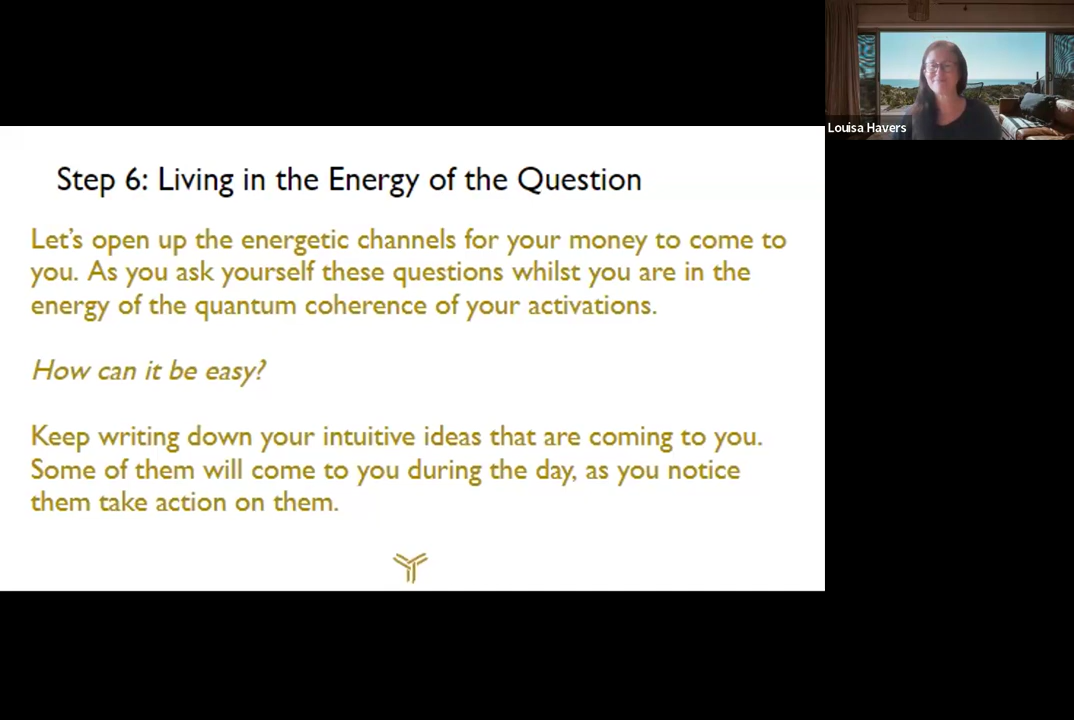 Louisa Havers
Step 6: Living in the Energy of the Question
Let's open up the energetic channels for your money to come to
you. As you ask yourself these questions whilst you are in the
energy of the quantum coherence of your activations.
How can it be easy?
Keep writing down your intuitive ideas that are coming to you.
Some of them will come to you during the day, as you notice
them take action on them.